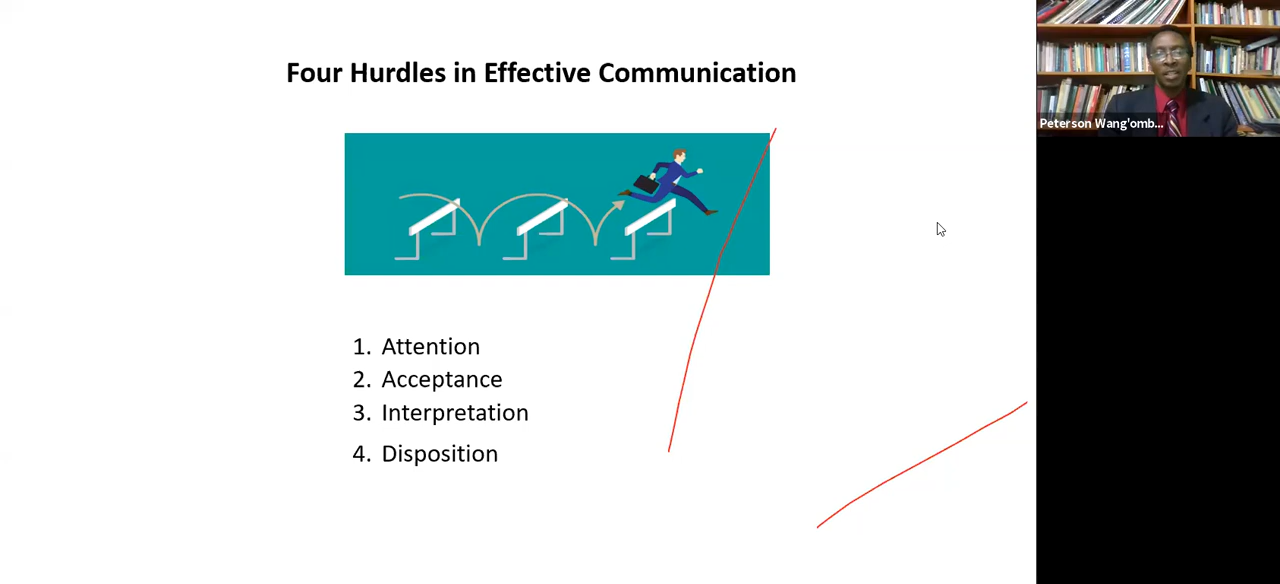 Four Hurdles in Effective Communication
Peterson Wang'omb...
1. Attention
2. Acceptance
3. Interpretation
4. Disposition